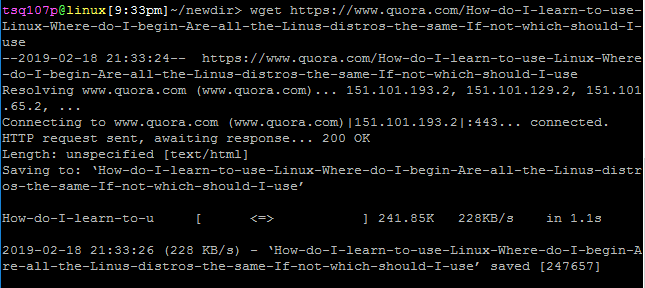 tsq107p@linux[9:33pm]~/newdir> wget https://www.quora.com/How-do-I-learn-to-use-
Linux-Where-do-I-begin-Are-all-the-Linus-distros-the-same-If-not-which-should-I-
use
--2019-02-18 21:33:24--  https://www.quora.com/How-do-I-learn-to-use-Linux-Where
-do-I-begin-Are-all-the-Linus-distros-the-same-If-not-which-should-I-use
Resolving www.quora.com (www.quora.com)... 151.101.193.2, 151.101.129.2, 151.101
.65.2, ...
Connecting to www.quora.com (www.quora.com)|151.101.193.2|:443... connected.
HTTP request sent, awaiting response... 200 OK
Length: unspecified [text/html]
Saving to: ‘How-do-I-learn-to-use-Linux-Where-do-I-begin-Are-all-the-Linus-distr
os-the-same-If-not-which-should-I-use’
How-do-I-learn-to-u     [      <=>           ] 241.85K   228KB/s    in 1.1s
2019-02-18 21:33:26 (228 KB/s) - ‘How-do-I-learn-to-use-Linux-Where-do-I-begin-A
re-all-the-Linus-distros-the-same-If-not-which-should-I-use’ saved [247657]